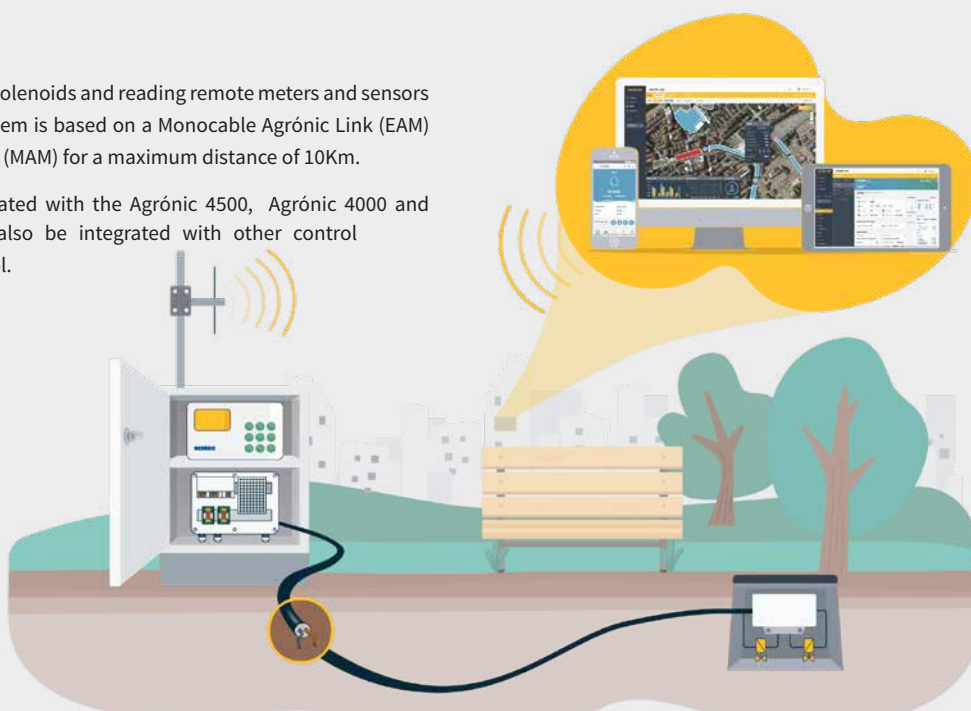 olenoids and reading remote meters and sensors
em is based on a Monocable Agrónic Link (EAM)
(MAM) for a maximum distance of 10Km.
ated with the Agrónic 4500, Agrónic 4000 and
also be integrated with other control
ol.